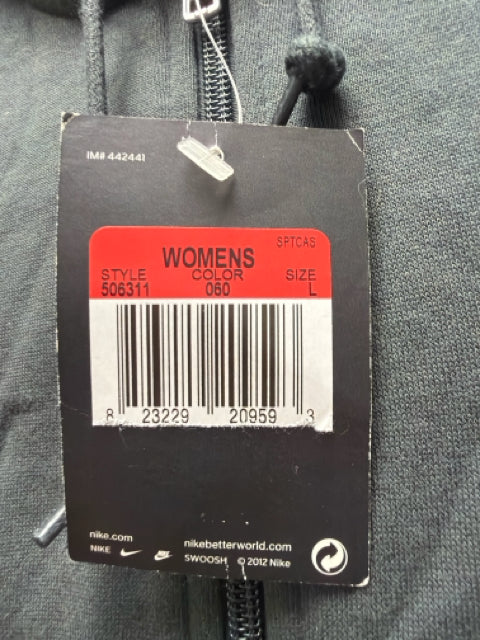 IM# 442441
SPTCAS
WOMENS
STYLE COLOR SIZE
506311 060 L
8 23229 20959 3
nike.com
nikebetterworld.com
NIKE SWOOSH © 2012 Nike